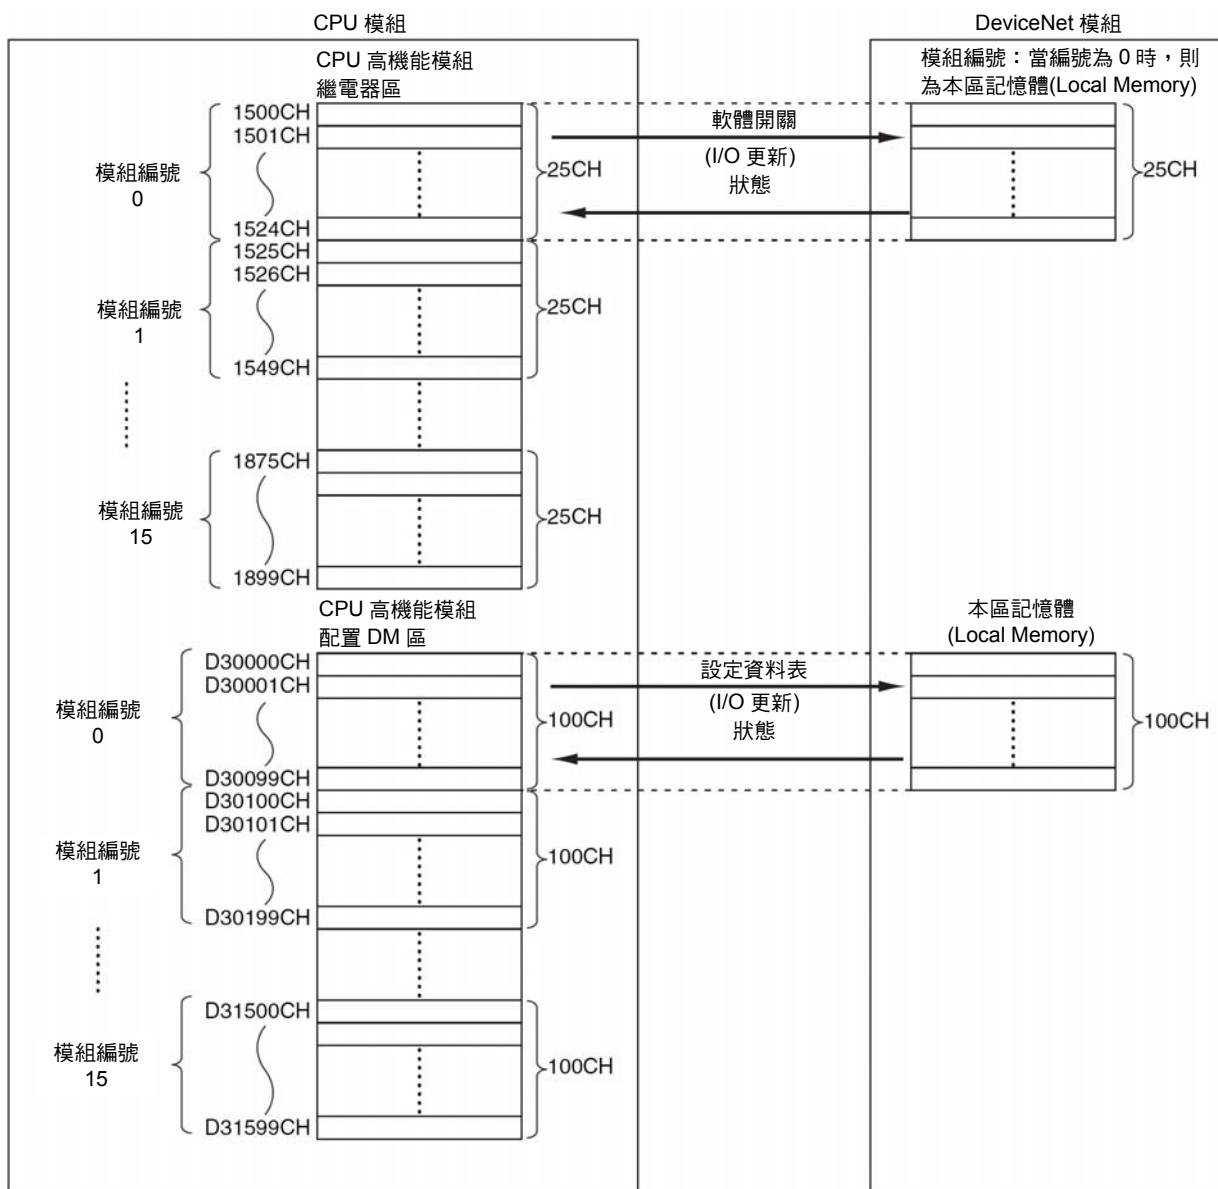 CPU 模組
DeviceNet 模組
CPU 高機能模組
繼電器區
模組編號：當編號為 0 時，則
為本區記憶體(Local Memory)
1500CH
1501CH
模組編號
0
1524CH
25CH
軟體開關
(I/O 更新)
狀態
25CH
1525CH
1526CH
模組編號
1
1549CH
25CH
1875CH
模組編號
15
1899CH
25CH
CPU 高機能模組
配置 DM 區
本區記憶體
(Local Memory)
D30000CH
D30001CH
模組編號
0
D30099CH
100CH
設定資料表
(I/O 更新)
狀態
100CH
D30100CH
D30101CH
模組編號
1
D30199CH
100CH
D31500CH
模組編號
15
D31599CH
100CH